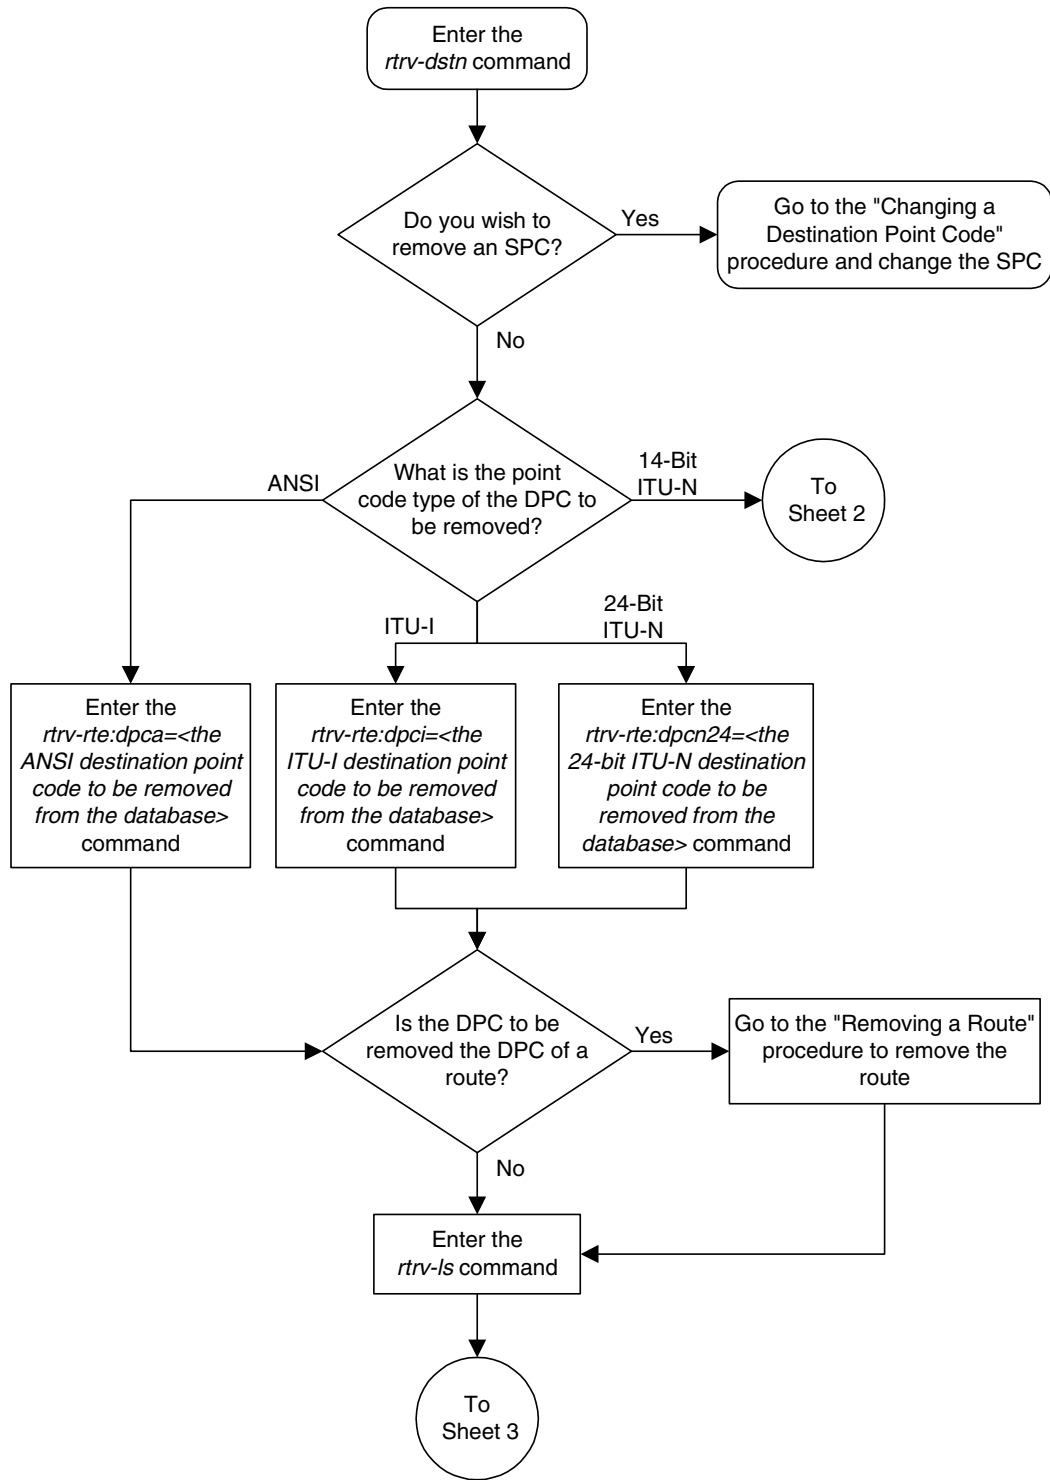 Enter the
rtrv-dstn command
Do you wish to
remove an SPC?
Yes
Go to the "Changing a
Destination Point Code"
procedure and change the SPC
No
What is the point
code type of the DPC to
be removed?
ANSI
14-Bit
ITU-N
To
Sheet 2
ITU-I
24-Bit
ITU-N
Enter the
rtrv-rte:dpca=<the
ANSI destination point
code to be removed
from the database>
command
Enter the
rtrv-rte:dpci=<the
ITU-I destination point
code to be removed
from the database>
command
Enter the
rtrv-rte:dpcn24=<the
24-bit ITU-N destination
point code to be
removed from the
database> command
Is the DPC to be
removed the DPC of a
route?
Yes
Go to the "Removing a Route"
procedure to remove the
route
No
Enter the
rtrv-ls command
To
Sheet 3